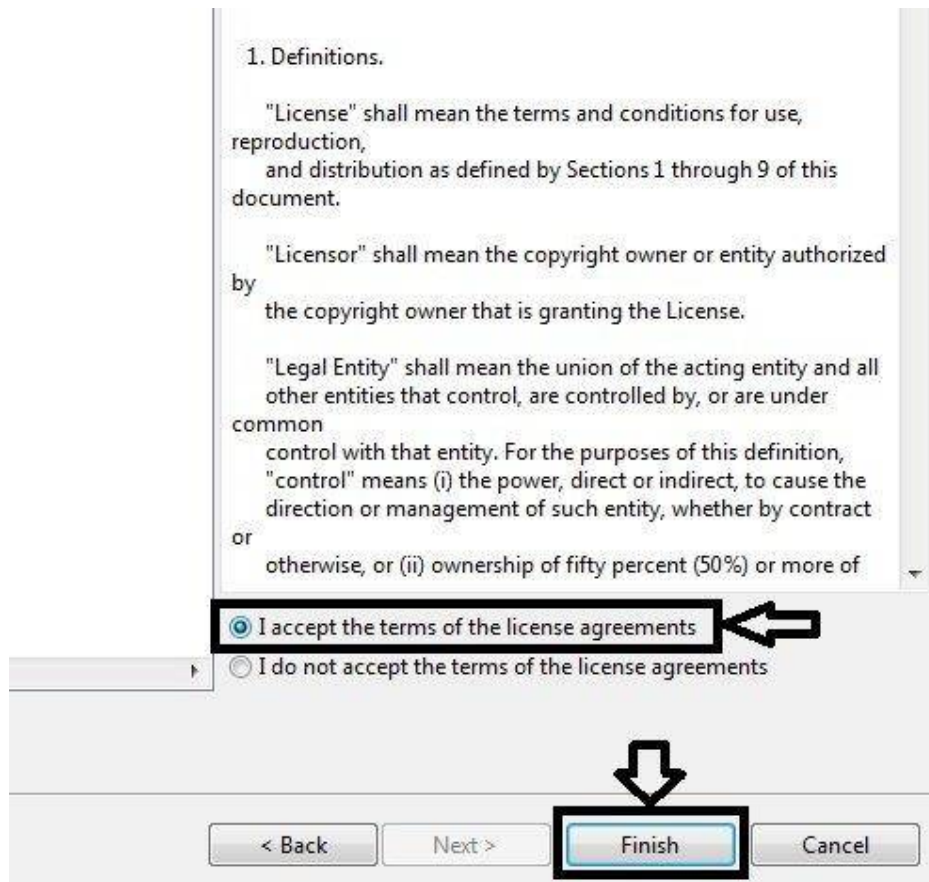 1. Definitions.
"License" shall mean the terms and conditions for use,
reproduction,
and distribution as defined by Sections 1 through 9 of this
document.
"Licensor" shall mean the copyright owner or entity authorized
by
the copyright owner that is granting the License.
"Legal Entity" shall mean the union of the acting entity and all
other entities that control, are controlled by, or are under
common
control with that entity. For the purposes of this definition,
"control" means (i) the power, direct or indirect, to cause the
direction or management of such entity, whether by contract
or
otherwise, or (ii) ownership of fifty percent (50%) or more of
I accept the terms of the license agreements
I do not accept the terms of the license agreements
< Back Next > Finish Cancel